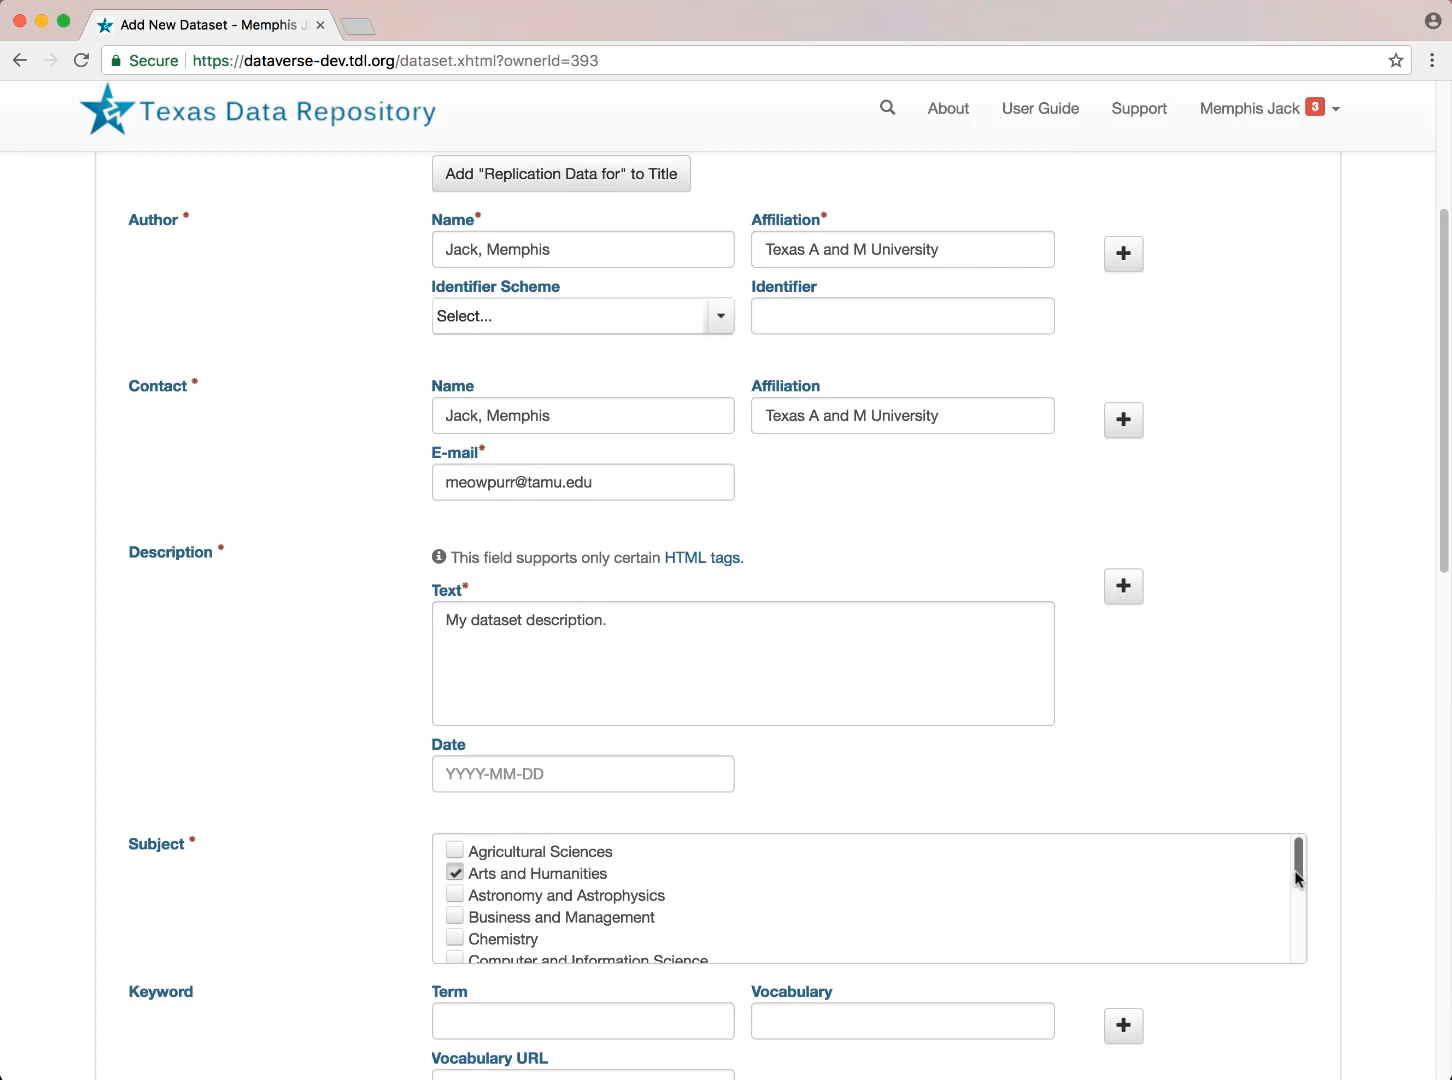 Add New Dataset - Memphis J
Secure https://dataverse-dev.tdl.org/dataset.xhtml?ownerId=393
Texas Data Repository
About User Guide Support Memphis Jack 3
Add "Replication Data for" to Title
Author * Name* Affiliation*
Jack, Memphis Texas A and M University
Identifier Scheme Identifier
Select...
Contact * Name Affiliation
Jack, Memphis Texas A and M University
E-mail*
meowpurr@tamu.edu
Description * This field supports only certain HTML tags.
Text*
My dataset description.
Date
YYYY-MM-DD
Subject *
Agricultural Sciences
Arts and Humanities
Astronomy and Astrophysics
Business and Management
Chemistry
Computer and Information Science
Keyword Term Vocabulary
Vocabulary URL